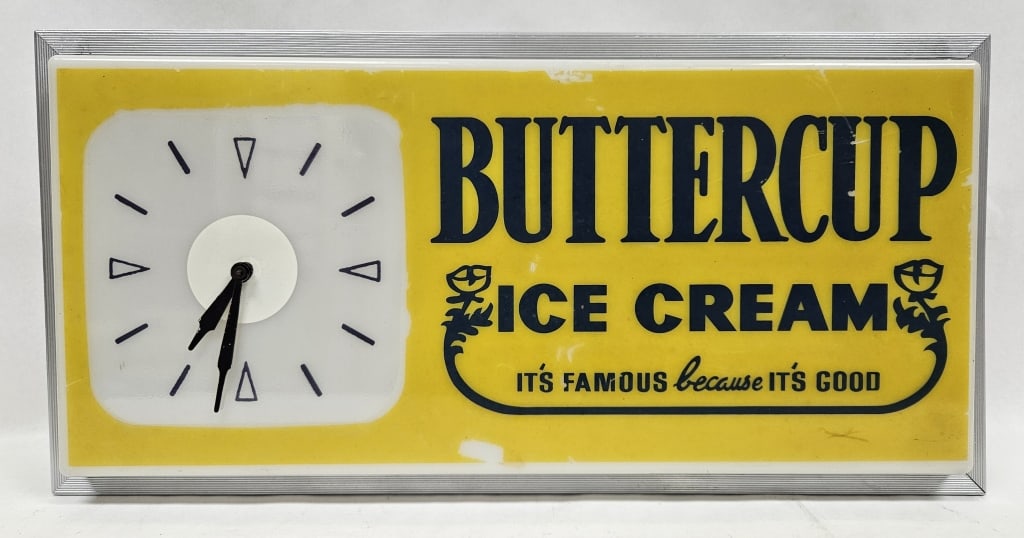 BUTTERCUP
ICE CREAM
IT'S FAMOUS because IT'S GOOD